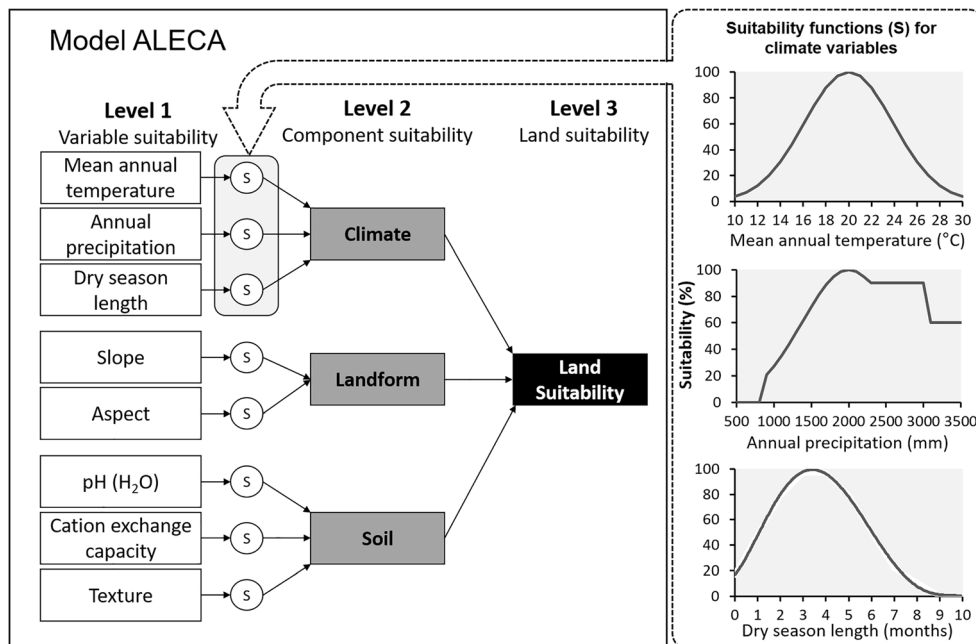 Model ALECA
Level 1
Variable suitability
Level 2
Component suitability
Level 3
Land suitability
Mean annual
temperature
S
Annual
precipitation
S
Dry season
length
S
Climate
Slope
S
Aspect
S
Landform
Land
Suitability
pH (H₂O)
S
Cation exchange
capacity
S
Texture
S
Soil
Suitability functions (S) for
climate variables
100
80
60
40
20
0
10 12 14 16 18 20 22 24 26 28 30
Mean annual temperature (°C)
Suitability (%)
100
80
60
40
20
0
500 1000 1500 2000 2500 3000 3500
Annual precipitation (mm)
100
80
60
40
20
0
0 1 2 3 4 5 6 7 8 9 10
Dry season length (months)